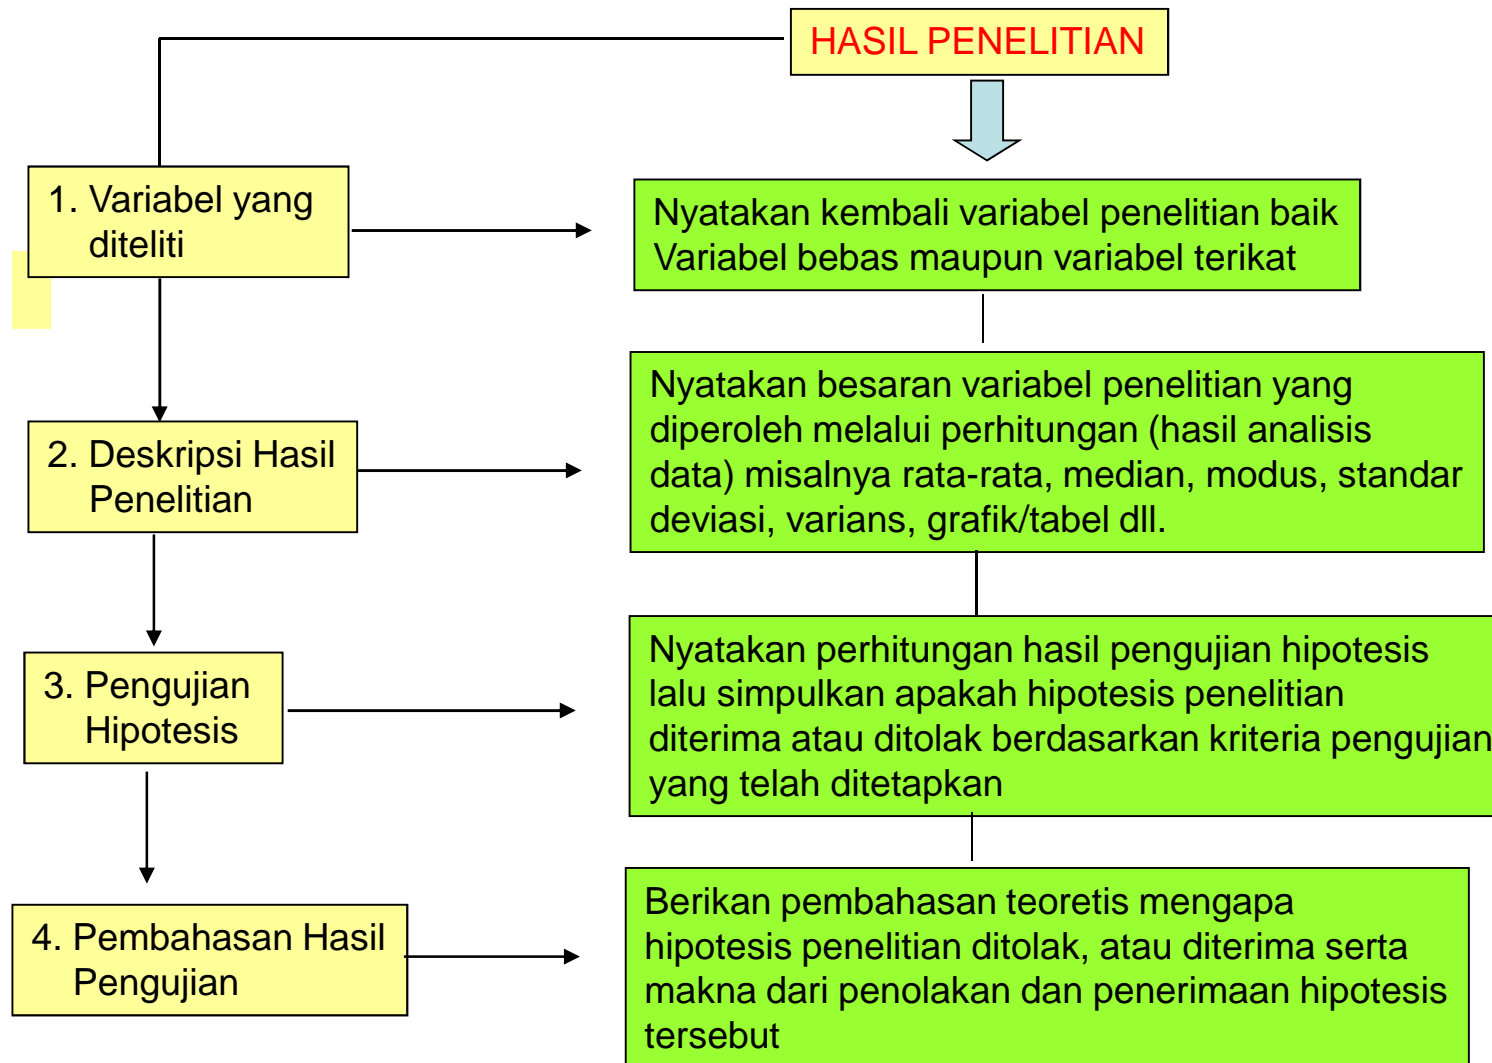 HASIL PENELITIAN
1. Variabel yang
diteliti
Nyatakan kembali variabel penelitian baik
Variabel bebas maupun variabel terikat
2. Deskripsi Hasil
Penelitian
Nyatakan besaran variabel penelitian yang
diperoleh melalui perhitungan (hasil analisis
data) misalnya rata-rata, median, modus, standar
deviasi, varians, grafik/tabel dll.
3. Pengujian
Hipotesis
Nyatakan perhitungan hasil pengujian hipotesis
lalu simpulkan apakah hipotesis penelitian
diterima atau ditolak berdasarkan kriteria pengujian
yang telah ditetapkan
4. Pembahasan Hasil
Pengujian
Berikan pembahasan teoretis mengapa
hipotesis penelitian ditolak, atau diterima serta
makna dari penolakan dan penerimaan hipotesis
tersebut